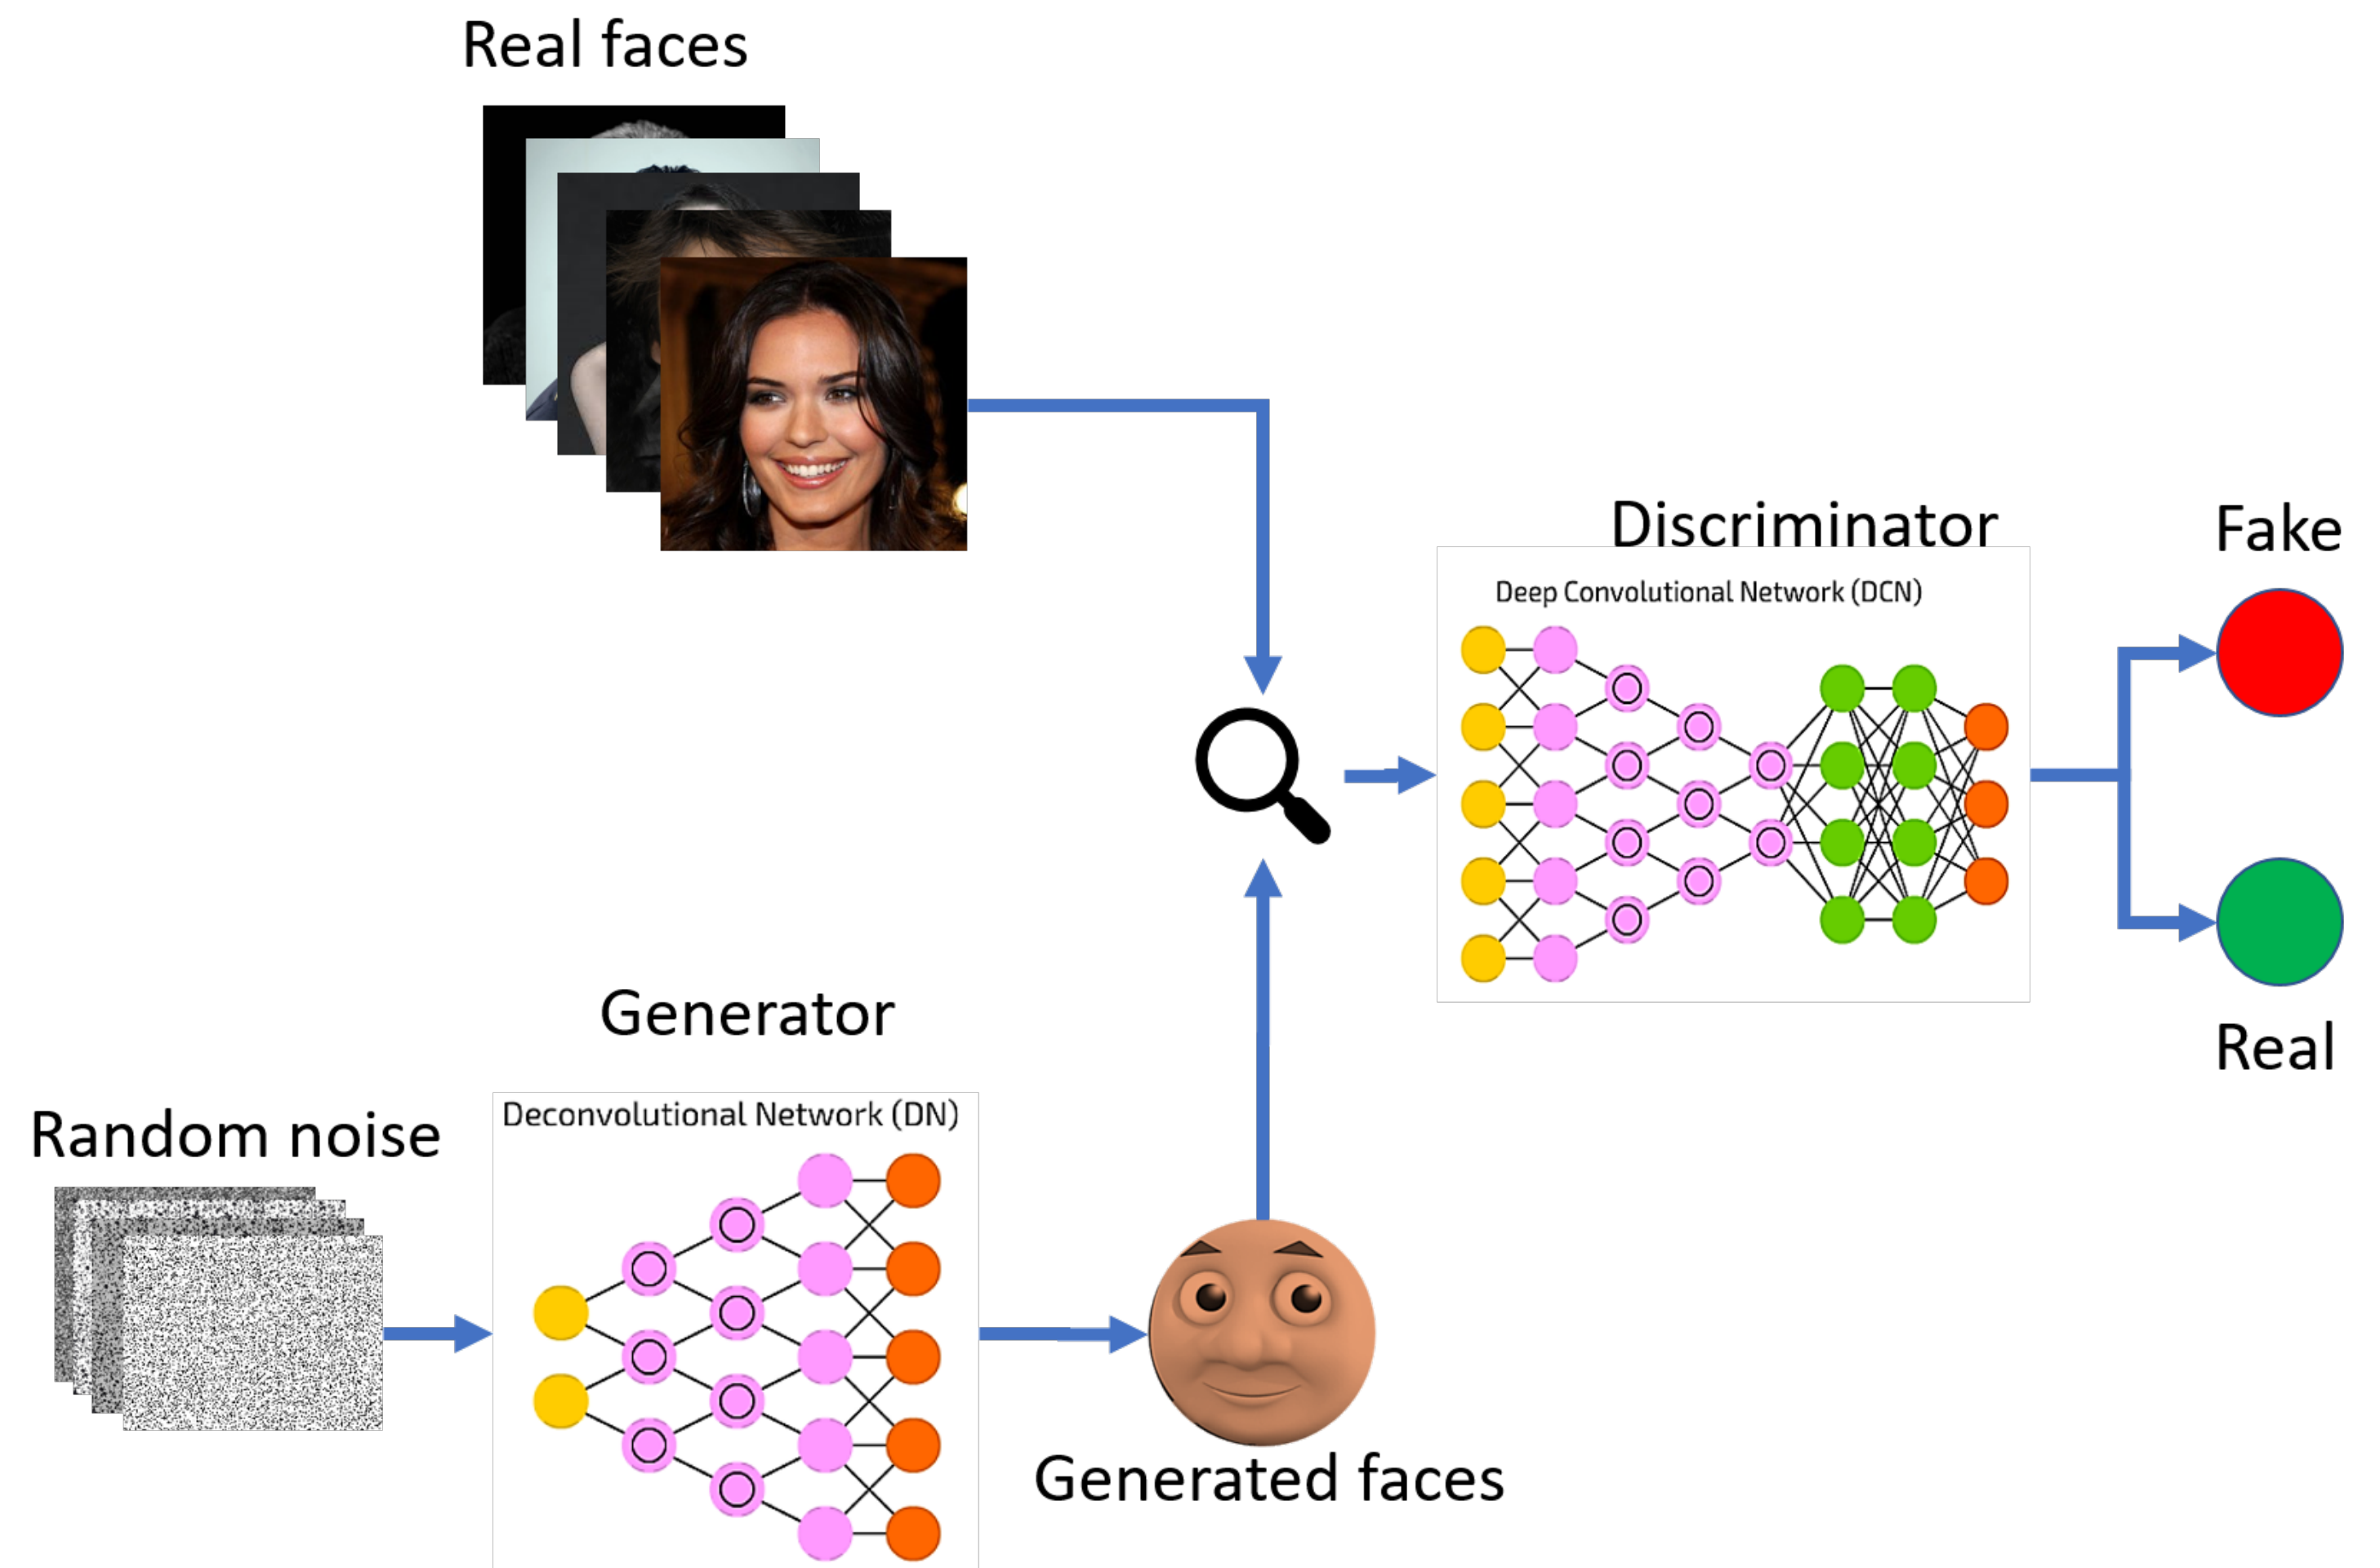 Real faces
Discriminator
Fake
Deep Convolutional Network (DCN)
Generator
Real
Random noise
Deconvolutional Network (DN)
Generated faces